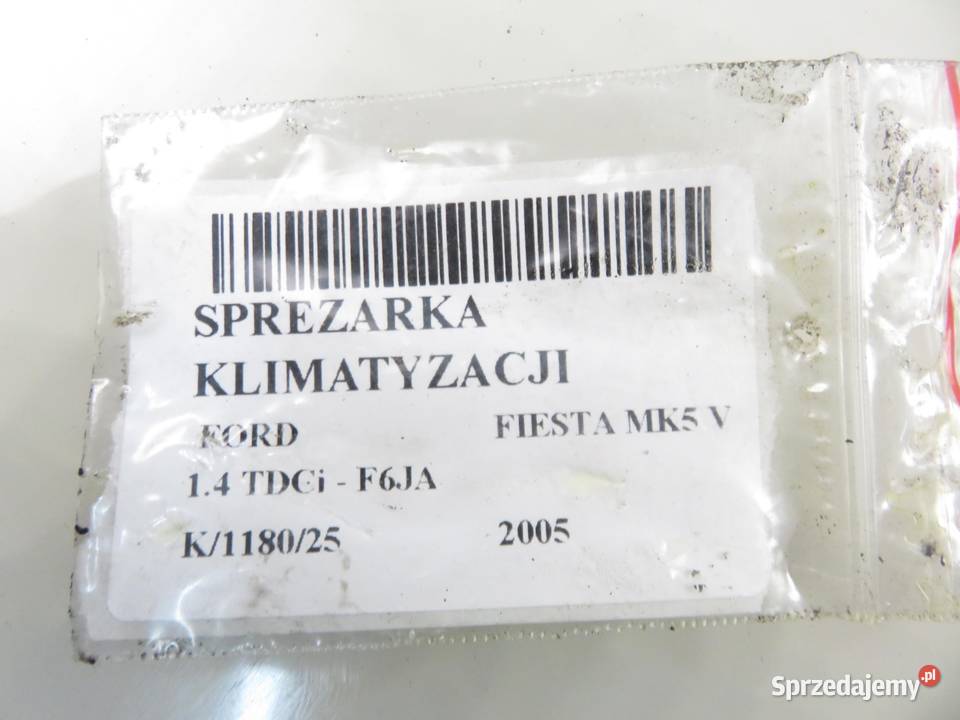 SPREZARKA
KLIMATYZACJI
FORD FIESTA MK5 V
1.4 TDCi - F6JA
K/1180/25 2005
Sprzedajemy.pl